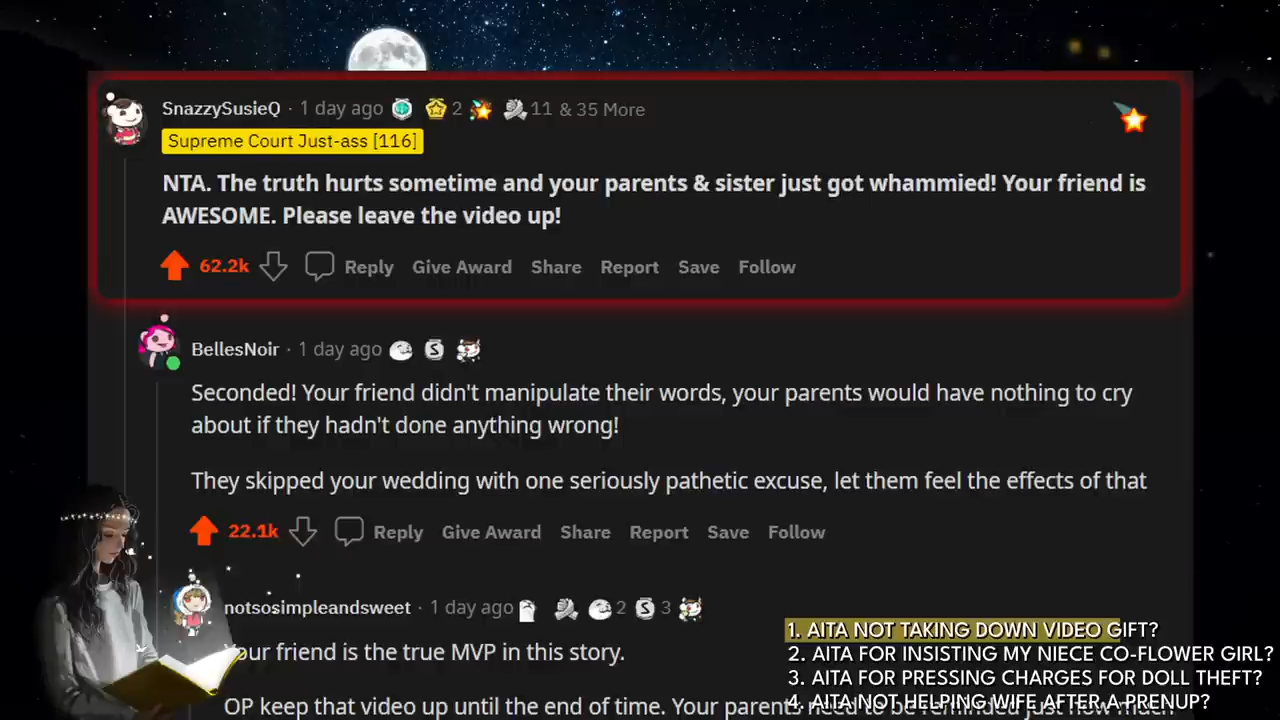 SnazzySusieQ · 1 day ago 2 11 & 35 More
Supreme Court Just-ass [116]
NTA. The truth hurts sometime and your parents & sister just got whammied! Your friend is
AWESOME. Please leave the video up!
62.2k Reply Give Award Share Report Save Follow
BellesNoir · 1 day ago S
Seconded! Your friend didn't manipulate their words, your parents would have nothing to cry
about if they hadn't done anything wrong!
They skipped your wedding with one seriously pathetic excuse, let them feel the effects of that
22.1k Reply Give Award Share Report Save Follow
notsosimpleandsweet · 1 day ago 2 S 3
Your friend is the true MVP in this story.
OP keep that video up until the end of time. Your parents need to be reminded just how much
1. AITA NOT TAKING DOWN VIDEO GIFT?
2. AITA FOR INSISTING MY NIECE CO-FLOWER GIRL?
3. AITA FOR PRESSING CHARGES FOR DOLL THEFT?
4. AITA NOT HELPING WIFE AFTER A PRENUP?